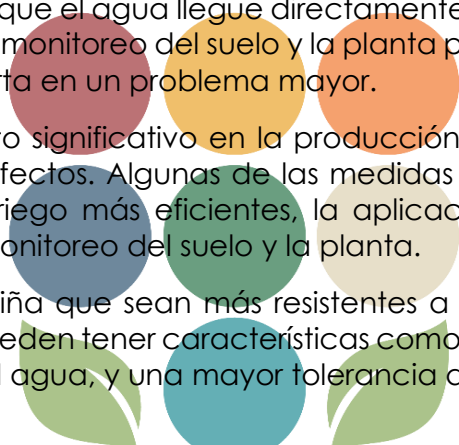 que el agua llegue directamente
monitoreo del suelo y la planta p
rta en un problema mayor.
to significativo en la producción
fectos. Algunas de las medidas
riego más eficientes, la aplicac
onitoreo del suelo y la planta.
iña que sean más resistentes a
eden tener características como
l agua, y una mayor tolerancia a